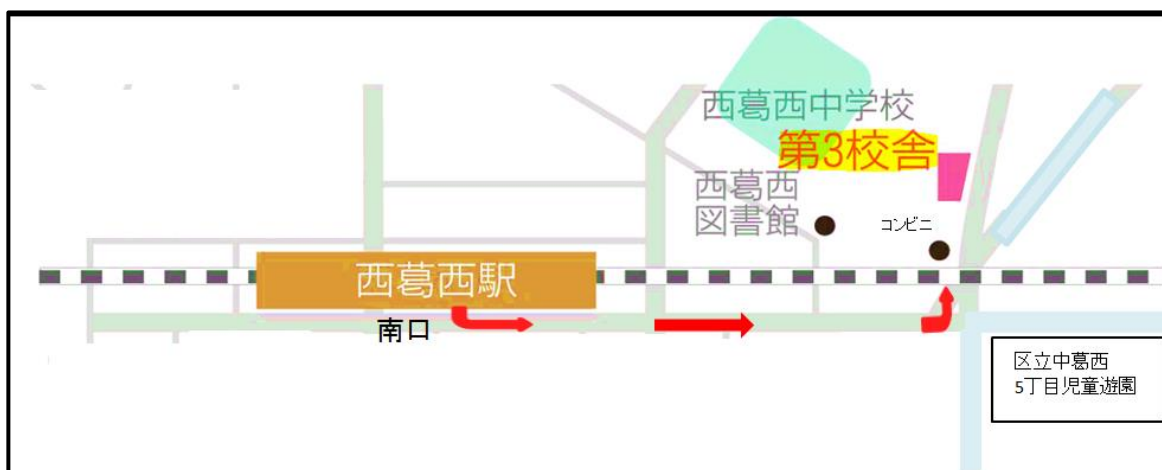 西葛西中学校
第3校舎
西葛西
図書館
コンビニ
西葛西駅
南口
区立中葛西
5丁目児童遊園